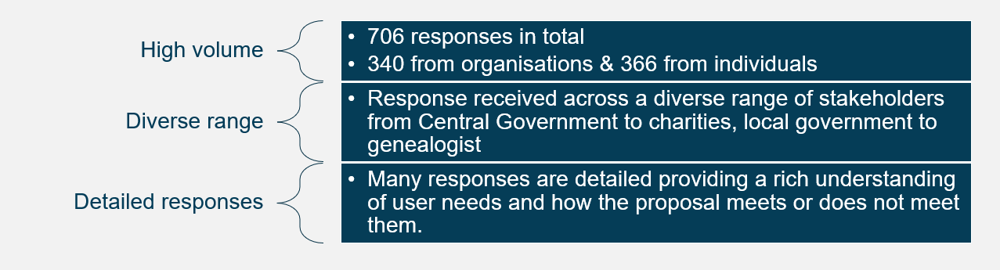 High volume
• 706 responses in total
• 340 from organisations & 366 from individuals
Diverse range
• Response received across a diverse range of stakeholders
from Central Government to charities, local government to
genealogist
Detailed responses
• Many responses are detailed providing a rich understanding
of user needs and how the proposal meets or does not meet
them.